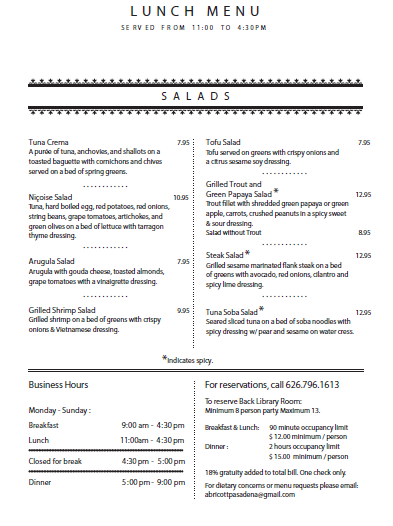 LUNCH MENU
SERVED FROM 11:00 TO 4:30PM
SALADS
Tuna Crema 7.95
A purée of tuna, anchovies, and shallots on a
toasted baguette with cornichons and chives
served on a bed of spring greens.
Niçoise Salad 10.95
Tuna, hard boiled egg, red potatoes, red onions,
string beans, grape tomatoes, artichokes, and
green olives on a bed of lettuce with tarragon
thyme dressing.
Arugula Salad 7.95
Arugula with gouda cheese, toasted almonds,
grape tomatoes with a vinaigrette dressing.
Grilled Shrimp Salad 9.95
Grilled shrimp on a bed of greens with crispy
onions & Vietnamese dressing.
Tofu Salad 7.95
Tofu served on greens with crispy onions and
a citrus sesame soy dressing.
Grilled Trout and
Green Papaya Salad * 12.95
Trout fillet with shredded green papaya or green
apple, carrots, crushed peanuts in a spicy sweet
& sour dressing.
Salad without Trout 8.95
Steak Salad * 12.95
Grilled sesame marinated flank steak on a bed
of greens with avocado, red onions, cilantro and
spicy lime dressing.
Tuna Soba Salad * 12.95
Seared sliced tuna on a bed of soba noodles with
spicy dressing w/ pear and sesame on water cress.
*Indicates spicy.
Business Hours
Monday - Sunday :
Breakfast 9:00 am - 4:30 pm
Lunch 11:00am - 4:30 pm
Closed for break 4:30 pm - 5:00 pm
Dinner 5:00 pm - 9:00 pm
For reservations, call 626.796.1613
To reserve Back Library Room:
Minimum 8 person party. Maximum 13.
Breakfast & Lunch: 90 minute occupancy limit
$ 12.00 minimum / person
Dinner : 2 hours occupancy limit
$ 15.00 minimum / person
18% gratuity added to total bill. One check only.
For dietary concerns or menu requests please email:
abricottpasadena@gmail.com